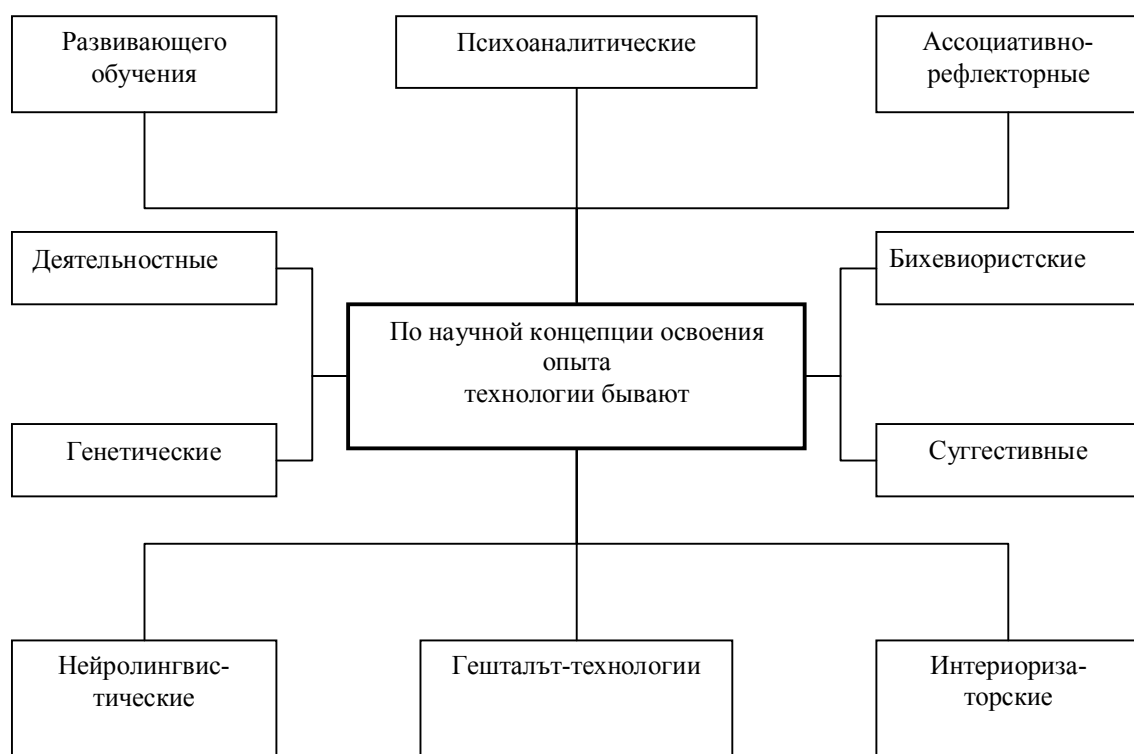 Развивающего
обучения
Психоаналитические
Ассоциативно-
рефлекторные
Деятельностные
Бихевиористские
По научной концепции освоения
опыта
технологии бывают
Генетические
Суггестивные
Нейролингвис-
тические
Гешталът-технологии
Интериориза-
торские